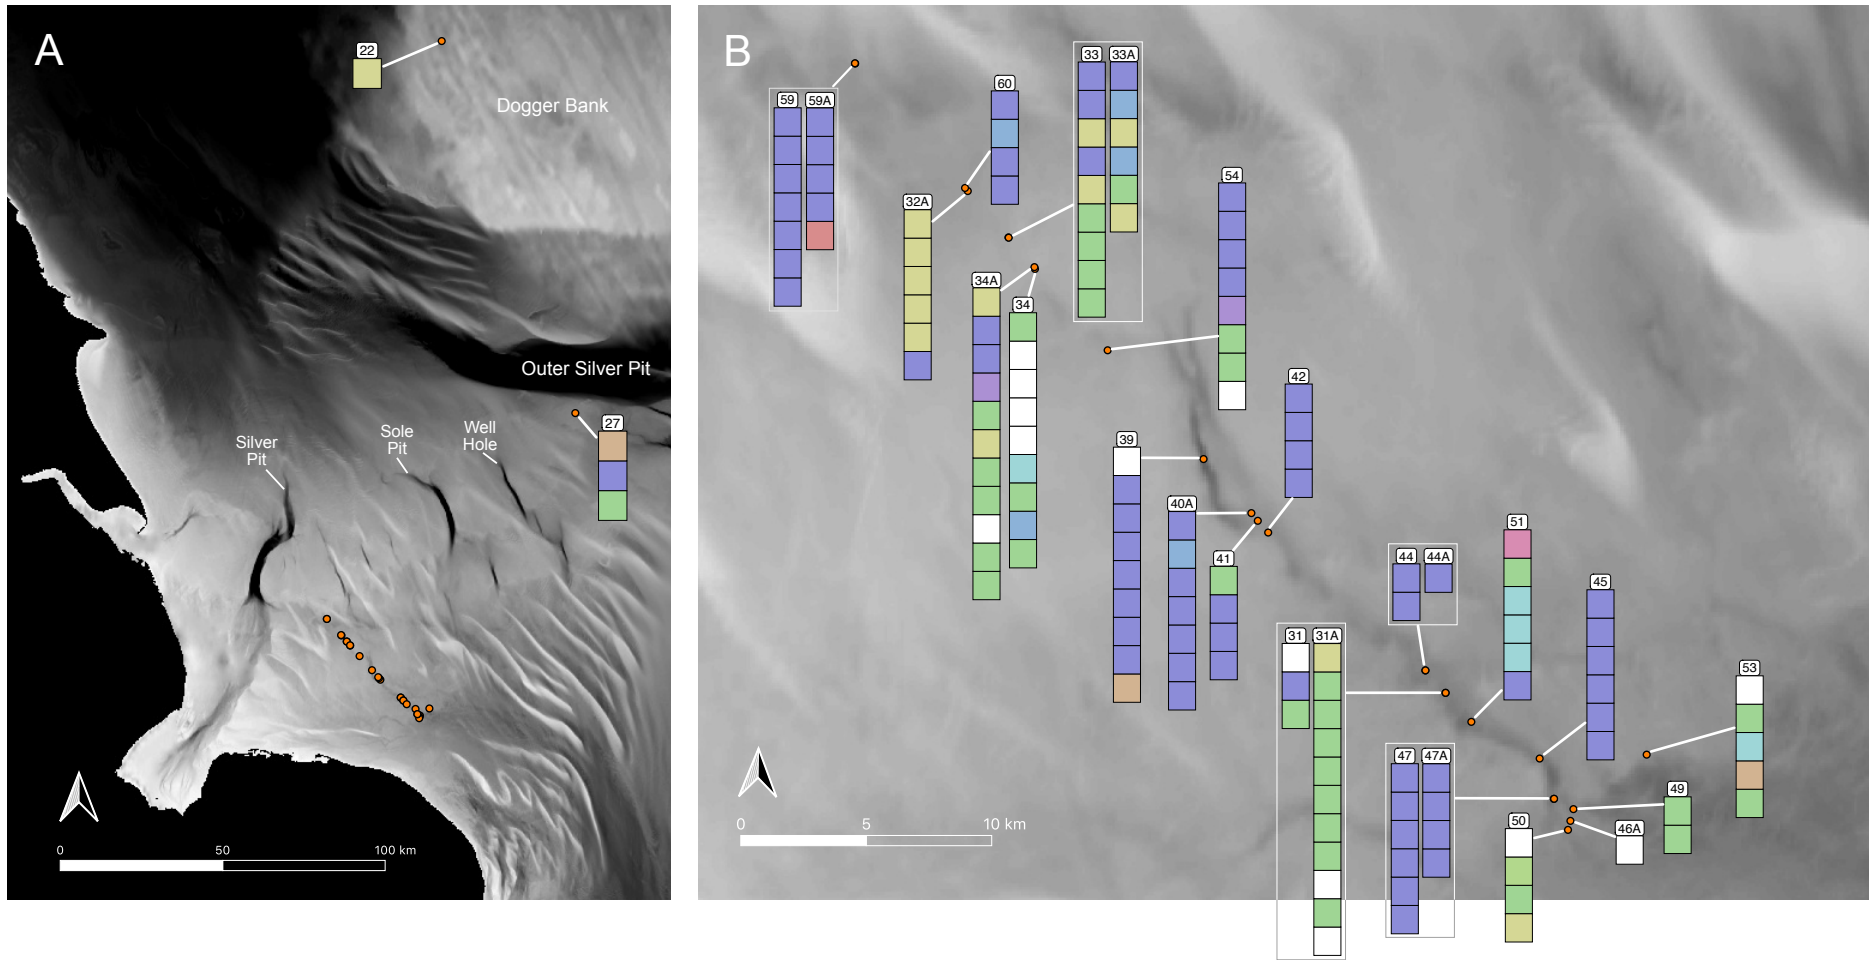 A
22
Dogger Bank
Outer Silver Pit
27
Silver
Pit
Sole
Pit
Well
Hole
0 50 100 km
B
59 59A
60
33 33A
32A
54
34A
34
42
39
40A
41
51
44 44A
45
31 31A
53
47 47A
49
50
46A
0 5 10 km